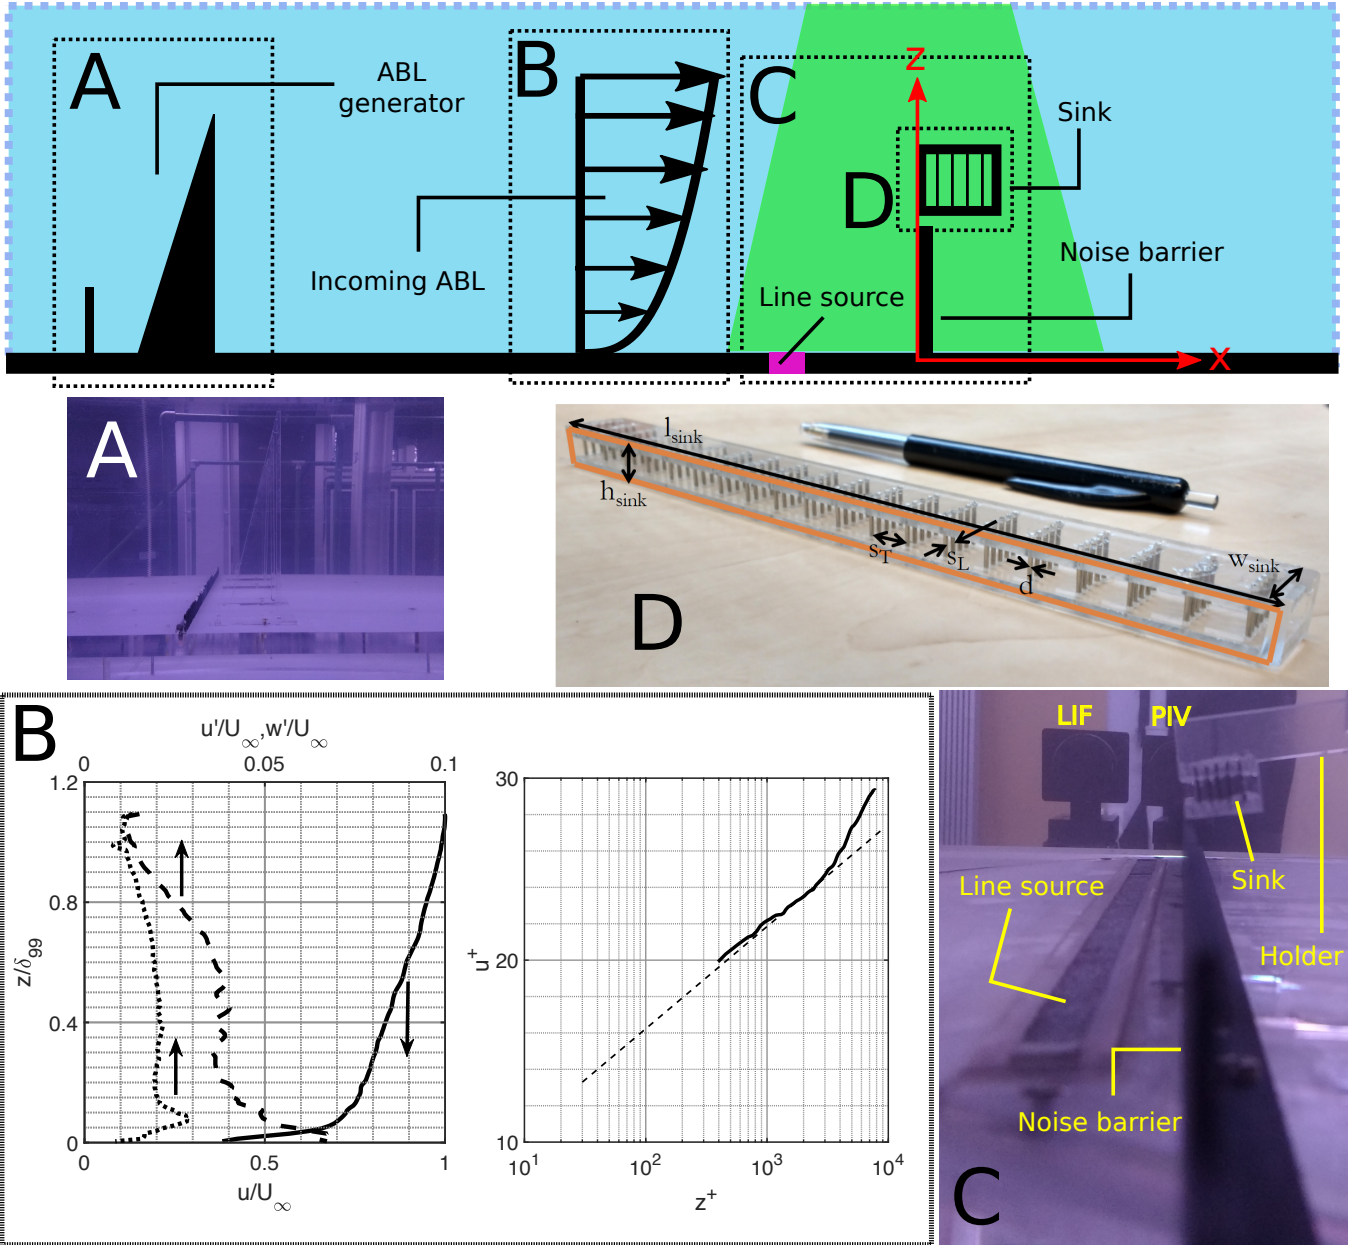 A
ABL
generator
B
Incoming ABL
C
z
Sink
D
Noise barrier
Line source
x
A
l_sink
h_sink
s_T
s_L
d
w_sink
D
B
u'/U_∞,w'/U_∞
0
0.05
0.1
1.2
0.8
0.4
0
z/δ_99
0
0.5
1
u/U_∞
30
20
10
u^+
10^1
10^2
10^3
10^4
z^+
LIF
PIV
Line source
Sink
Holder
Noise barrier
C